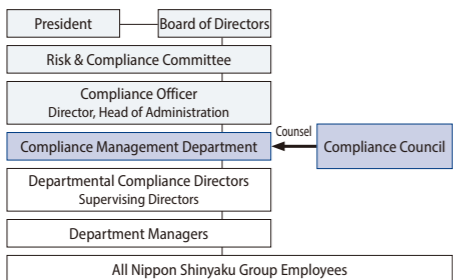 President
Board of Directors
Risk & Compliance Committee
Compliance Officer
Director, Head of Administration
Compliance Management Department
Counsel
Compliance Council
Departmental Compliance Directors
Supervising Directors
Department Managers
All Nippon Shinyaku Group Employees